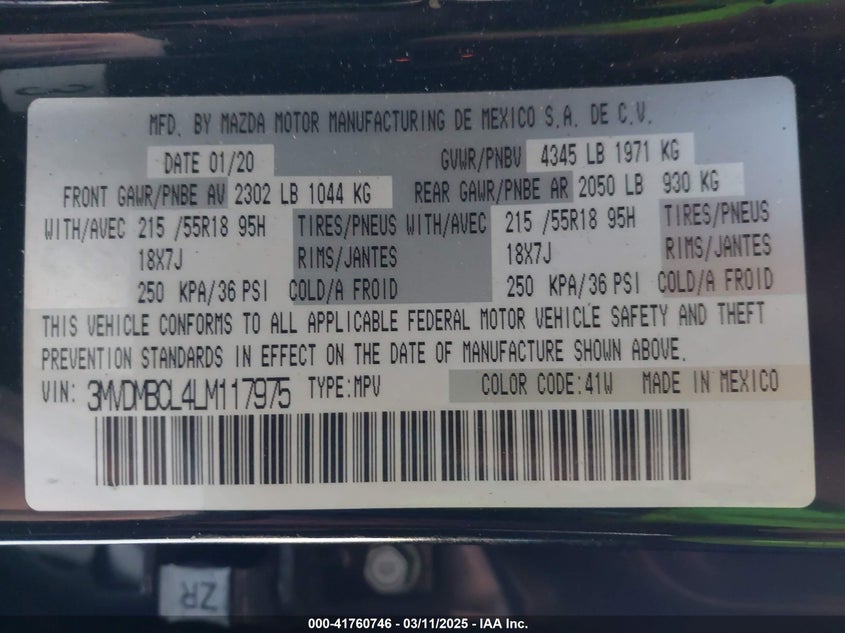 MFD. BY MAZDA MOTOR MANUFACTURING DE MEXICO S.A. DE C.V.
DATE 01/20 GVWR/PNBV 4345 LB 1971 KG
FRONT GAWR/PNBE AV 2302 LB 1044 KG REAR GAWR/PNBE AR 2050 LB 930 KG
WITH/AVEC 215 /55R18 95H TIRES/PNEUS WITH/AVEC 215 /55R18 95H TIRES/PNEUS
18X7J RIMS/JANTES 18X7J RIMS/JANTES
250 KPA/36 PSI COLD/A FROID 250 KPA/36 PSI COLD/A FROID
THIS VEHICLE CONFORMS TO ALL APPLICABLE FEDERAL MOTOR VEHICLE SAFETY AND THEFT
PREVENTION STANDARDS IN EFFECT ON THE DATE OF MANUFACTURE SHOWN ABOVE.
VIN: 3MVDMBCL4LM117975 TYPE:MPV COLOR CODE:41W MADE IN MEXICO
ZR
000-41760746 - 03/11/2025 - IAA Inc.